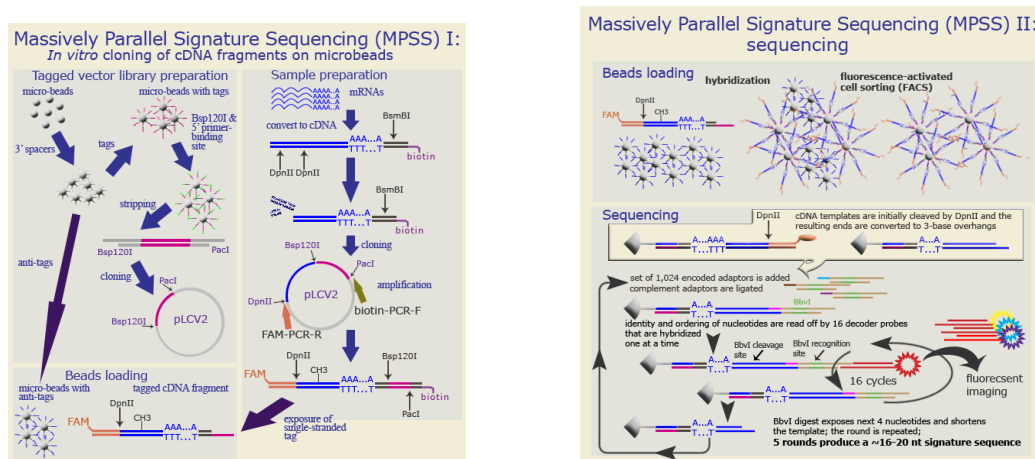 Massively Parallel Signature Sequencing (MPSS) I:
In vitro cloning of cDNA fragments on microbeads
Tagged vector library preparation
micro-beads
micro-beads with tags
Bsp120I &
5' primer-
binding
site
3' spacers
tags
stripping
Bsp120I
PacI
anti-tags
cloning
PacI
pLCV2
Bsp120I
Sample preparation
AAAA...A
AAAA...A
AAAA...A
mRNAs
convert to cDNA
BsmBI
AAA...A
TTT...T
biotin
DpnII DpnII
BsmBI
AAA...A
TTT...T
biotin
cloning
Bsp120I
PacI
amplification
DpnII
pLCV2
biotin-PCR-F
FAM-PCR-R
DpnII
Bsp120I
FAM
CH3
AAA...A
TTT...T
biotin
PacI
exposure of
single-stranded
tag
Beads loading
micro-beads with
anti-tags
tagged cDNA fragment
DpnII
CH3
FAM
AAA...A
TTT...T
Massively Parallel Signature Sequencing (MPSS) II:
sequencing
Beads loading
hybridization
fluorescence-activated
cell sorting (FACS)
DpnII
CH3
FAM
AAA...A
TTT...T
Sequencing
DpnII
cDNA templates are initially cleaved by DpnII and the
resulting ends are converted to 3-base overhangs
A...AAA
T...TTT
A...A
T...T
set of 1,024 encoded adaptors is added
complement adaptors are ligated
A...A
T...T
BbvI
identity and ordering of nucleotides are read off by 16 decoder probes
that are hybridized
one at a time
BbvI cleavage
site
BbvI recognition
site
A...A
T...T
16 cycles
fluorecsent
imaging
A...A
T...T
A...A
T...T
BbvI digest exposes next 4 nucleotides and shortens
the template; the round is repeated;
5 rounds produce a ~16-20 nt signature sequence